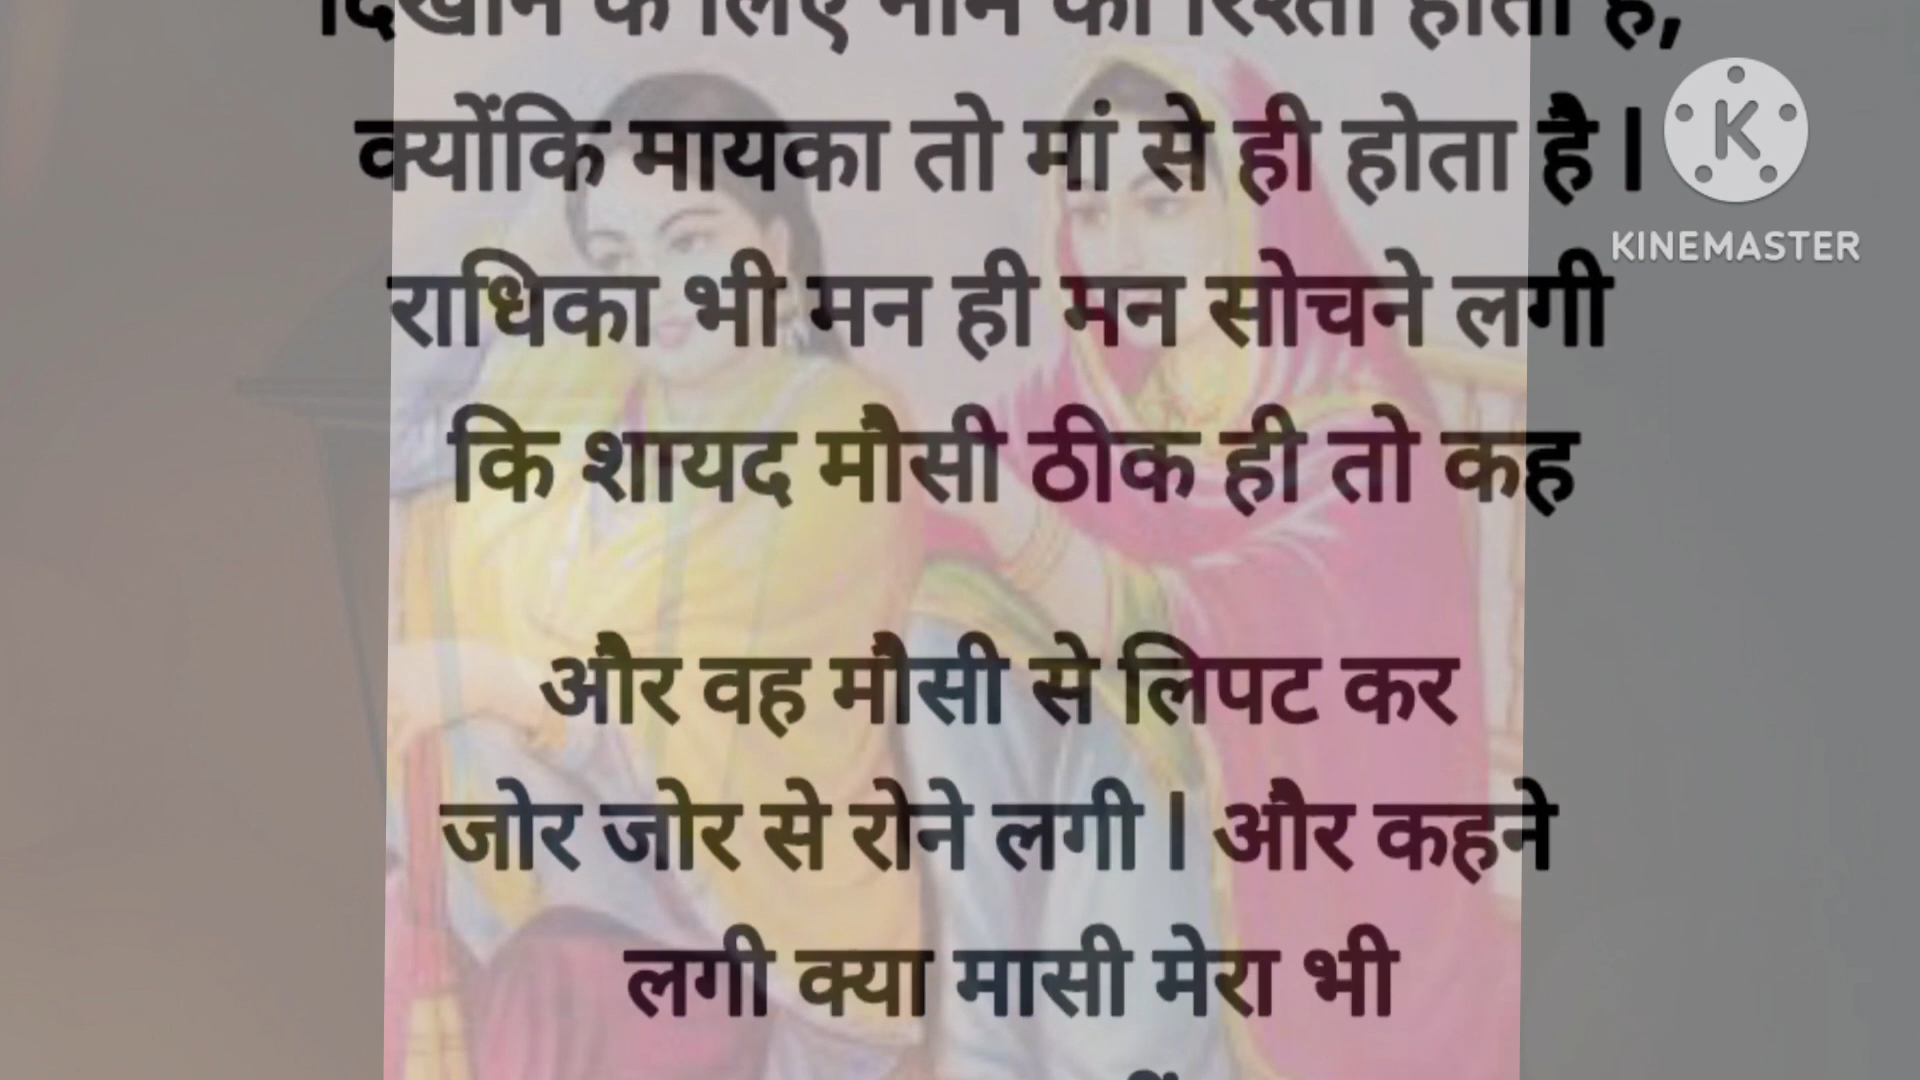 दिखाने के लिए नाम का रिश्ता होता है,
क्योंकि मायका तो मां से ही होता है |
राधिका भी मन ही मन सोचने लगी
कि शायद मौसी ठीक ही तो कह
और वह मौसी से लिपट कर
जोर जोर से रोने लगी | और कहने
लगी क्या मासी मेरा भी
K
KINEMASTER